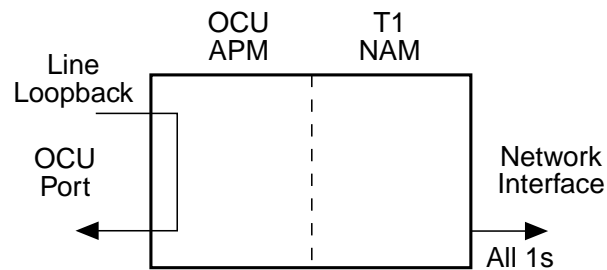 OCU
APM
T1
NAM
Line
Loopback
OCU
Port
Network
Interface
All 1s